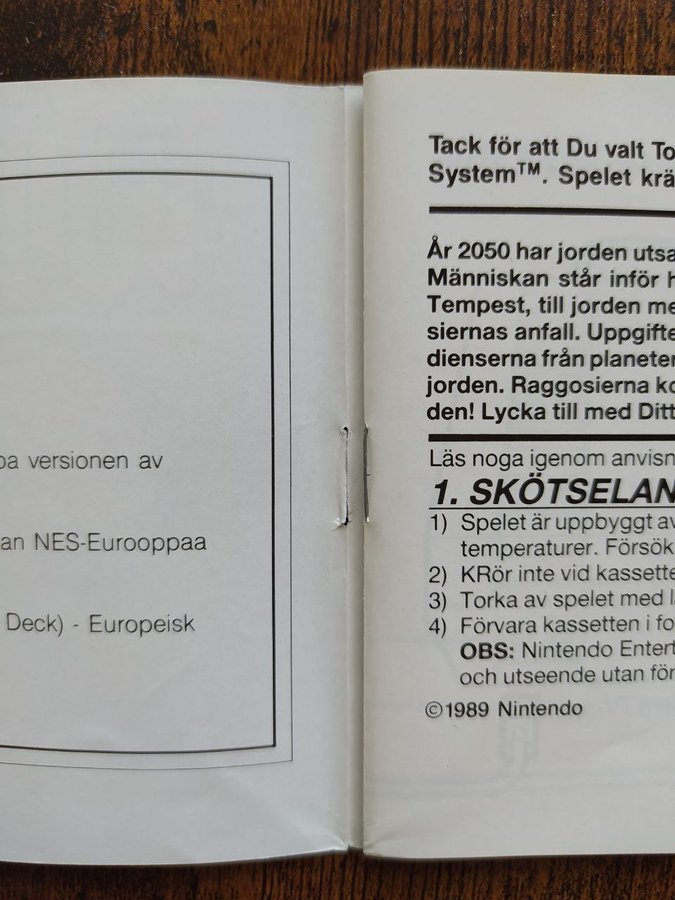 pa versionen av
an NES-Eurooppaa
Deck) - Europeisk
Tack för att Du valt To
System™. Spelet krä
År 2050 har jorden utsa
Människan står inför h
Tempest, till jorden me
siernas anfall. Uppgifte
dienserna från planeten
jorden. Raggosierna ko
den! Lycka till med Ditt
Läs noga igenom anvisn
1. SKÖTSELAN
1) Spelet är uppbyggt av
temperaturer. Försök
2) KRör inte vid kassette
3) Torka av spelet med lä
4) Förvara kassetten i fo
OBS: Nintendo Entert
och utseende utan för
©1989 Nintendo